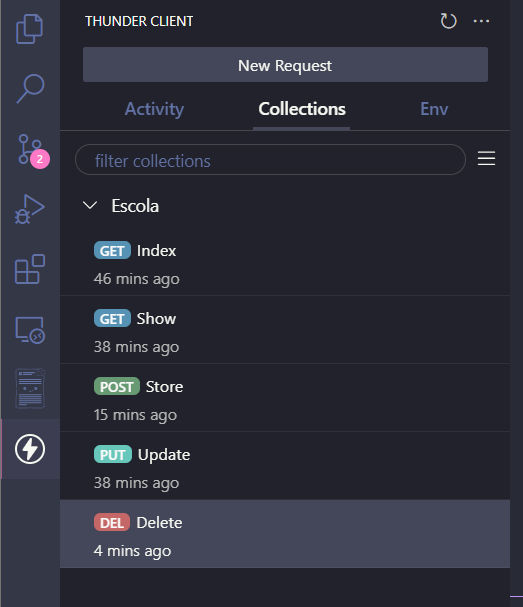 THUNDER CLIENT
New Request
Activity Collections Env
2
filter collections
Escola
GET Index
46 mins ago
GET Show
38 mins ago
POST Store
15 mins ago
PUT Update
38 mins ago
DEL Delete
4 mins ago